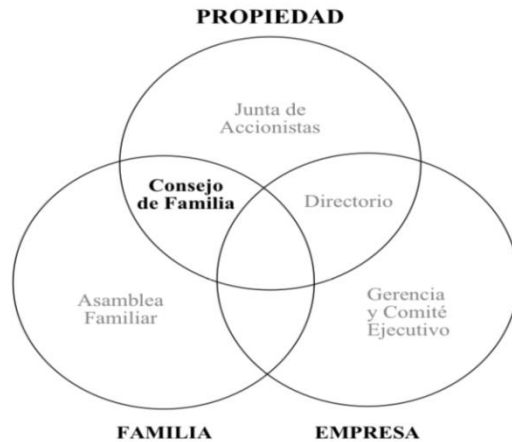 PROPIEDAD
Junta de
Accionistas
Consejo
de Familia
Directorio
Asamblea
Familiar
Gerencia
y Comité
Ejecutivo
FAMILIA
EMPRESA